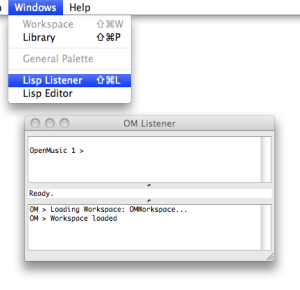 Windows Help
Workspace ⇧⌘W
Library ⇧⌘P
General Palette
Lisp Listener ⇧⌘L
Lisp Editor
OM Listener
OpenMusic 1 >
Ready.
OM > Loading Workspace: OMWorkspace...
OM > Workspace loaded